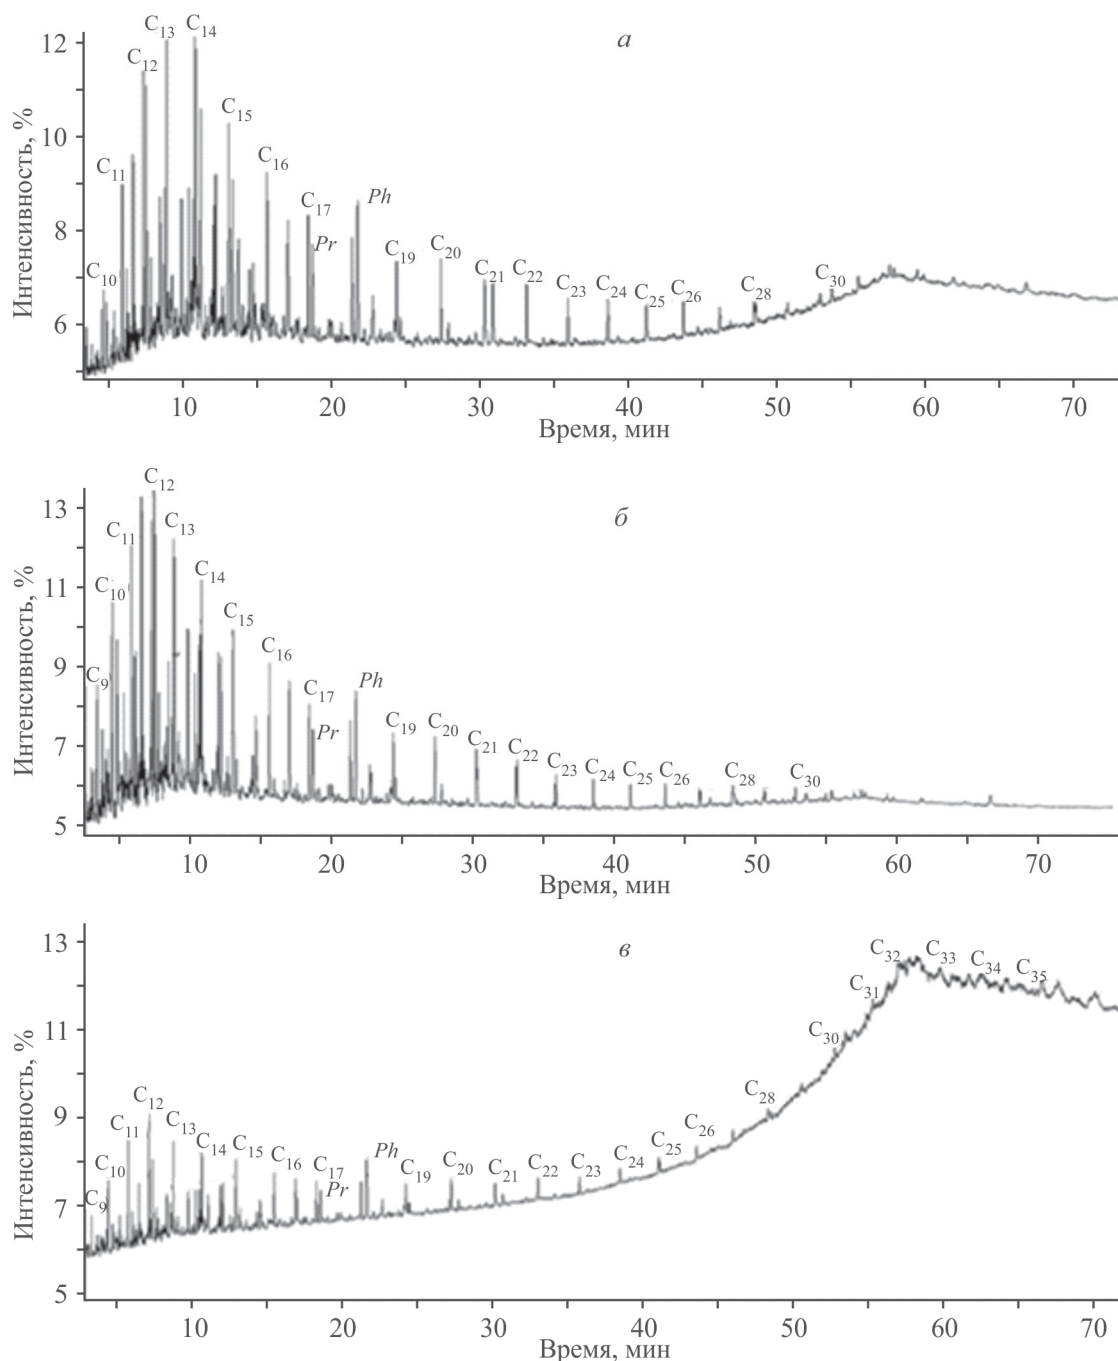 а
Интенсивность, %
12
10
8
6
C10
C11
C12
C13
C14
C15
C16
C17
Pr
Ph
C19
C20
C21
C22
C23
C24
C25
C26
C28
C30
10 20 30 40 50 60 70
Время, мин
б
Интенсивность, %
13
11
9
7
5
C9
C10
C11
C12
C13
C14
C15
C16
C17
Pr
Ph
C19
C20
C21
C22
C23
C24
C25
C26
C28
C30
10 20 30 40 50 60 70
Время, мин
в
Интенсивность, %
13
11
9
7
5
C9
C10
C11
C12
C13
C14
C15
C16
C17
Pr
Ph
C19
C20
C21
C22
C23
C24
C25
C26
C28
C30
C31
C32
C33
C34
C35
10 20 30 40 50 60 70
Время, мин